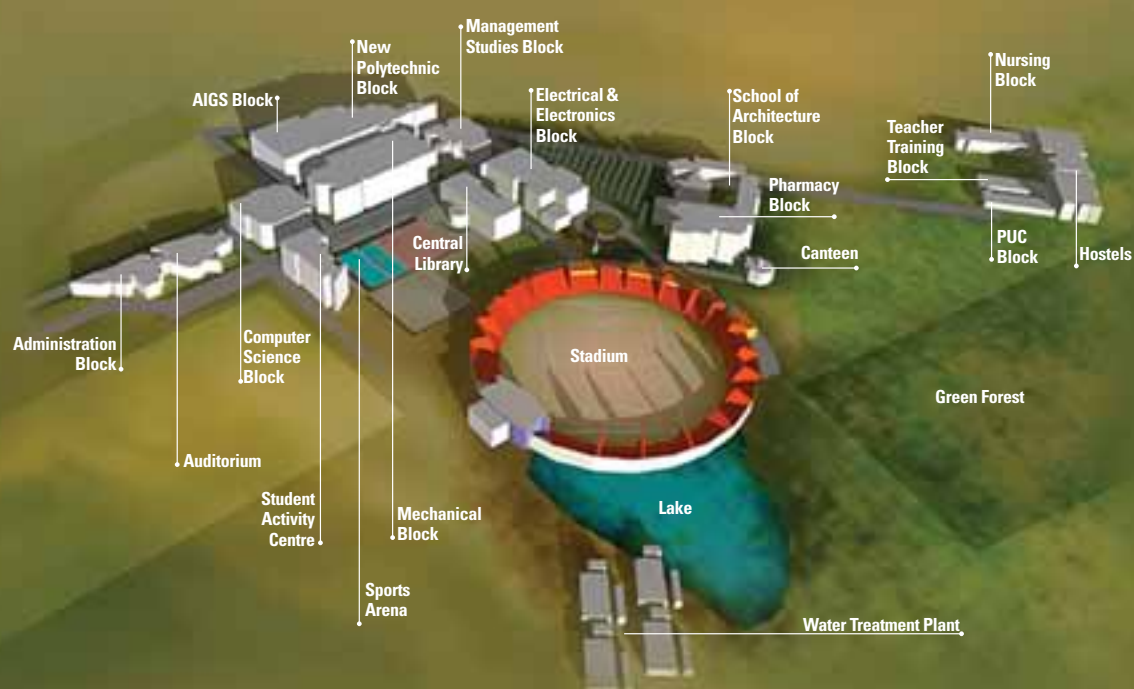 Management
Studies Block
New
Polytechnic
Block
AIGS Block
Electrical &
Electronics
Block
School of
Architecture
Block
Nursing
Block
Teacher
Training
Block
Pharmacy
Block
Canteen
PUC
Block
Hostels
Central
Library
Administration
Block
Computer
Science
Block
Stadium
Green Forest
Auditorium
Student
Activity
Centre
Mechanical
Block
Lake
Sports
Arena
Water Treatment Plant